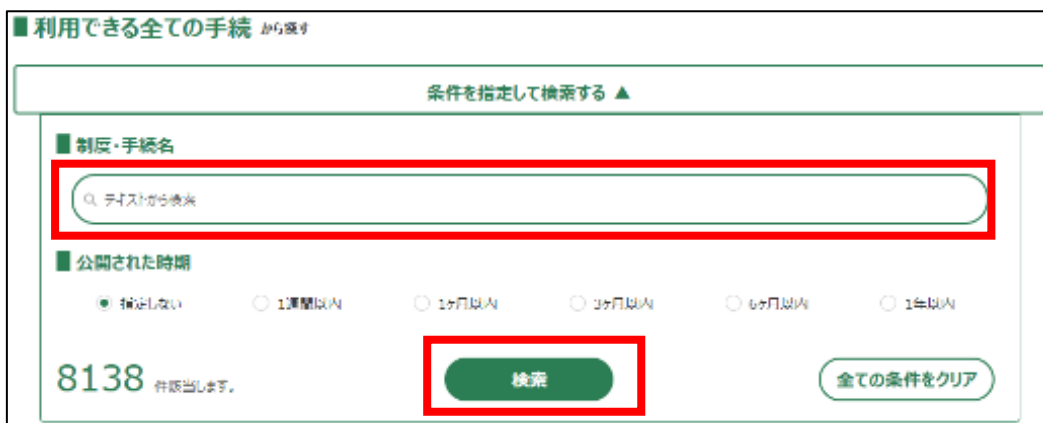 ■利用できる全ての手続 から探す
条件を指定して検索する ▲
■制度・手続名
テキストから検索
■公開された時期
指定しない 1週間以内 1ヶ月以内 3ヶ月以内 6ヶ月以内 1年以内
8138 件該当します。 検索 全ての条件をクリア